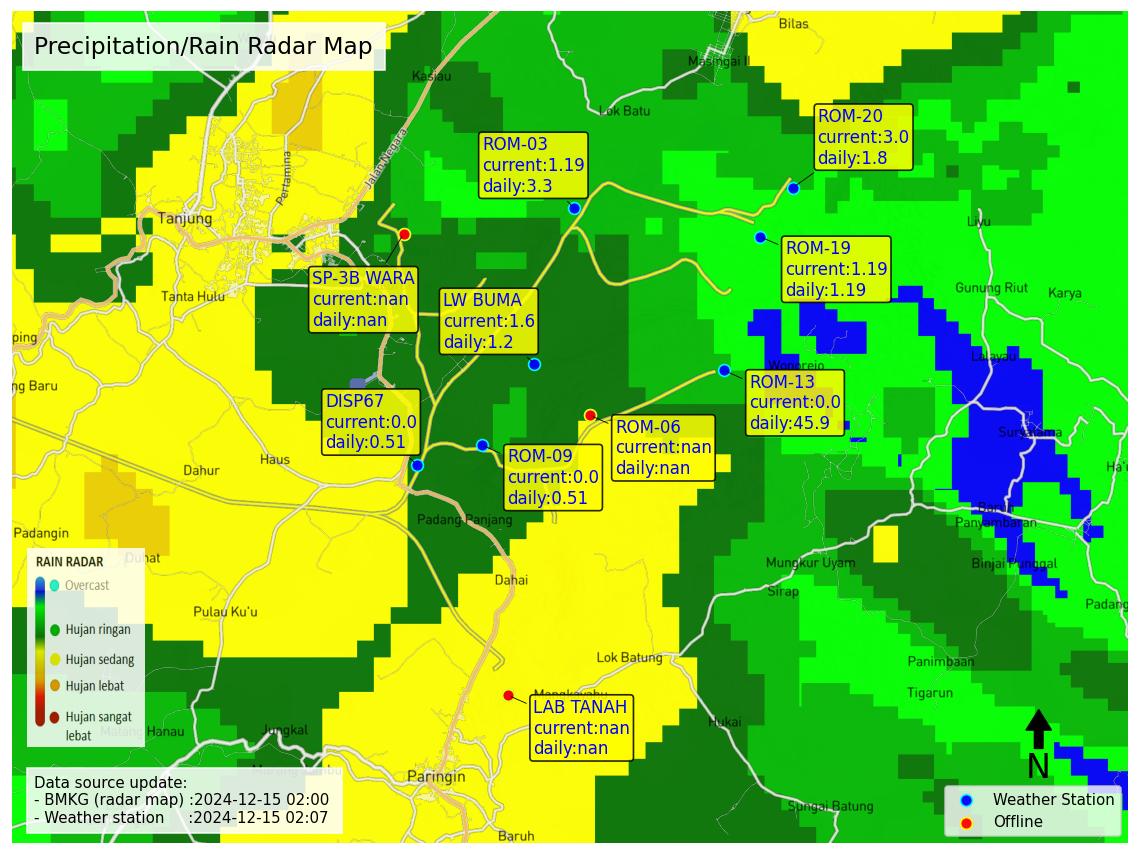 Precipitation/Rain Radar Map
Bilas
Masingai II
Kasiau
Lok Batu
Jalan Negara
Pertamina
ROM-20
current:3.0
daily:1.8
ROM-03
current:1.19
daily:3.3
Tanjung
Liyu
ROM-19
current:1.19
daily:1.19
SP-3B WARA
current:nan
daily:nan
LW BUMA
current:1.6
daily:1.2
Tanta Hulu
Gunung Riut
Karya
ping
Lalayau
Wonorejo
ng Baru
ROM-13
current:0.0
daily:45.9
DISP67
current:0.0
daily:0.51
ROM-06
current:nan
daily:nan
Suryatama
ROM-09
current:0.0
daily:0.51
Haus
Dahur
Ha'u
Baruh
Panyambaran
Padang Panjang
Padangin
Duhat
Mungkur Uyam
Binjai Punggal
Dahai
Sirap
Padang
Pulau Ku'u
RAIN RADAR
Overcast
Hujan ringan
Hujan sedang
Hujan lebat
Hujan sangat
lebat
Lok Batung
Panimbaan
Tigarun
Mangkayahu
LAB TANAH
current:nan
daily:nan
Hukai
Matang Hanau
Jungkal
N
Paringin
Sungai Batung
Baruh
Data source update:
- BMKG (radar map) :2024-12-15 02:00
- Weather station :2024-12-15 02:07
Weather Station
Offline